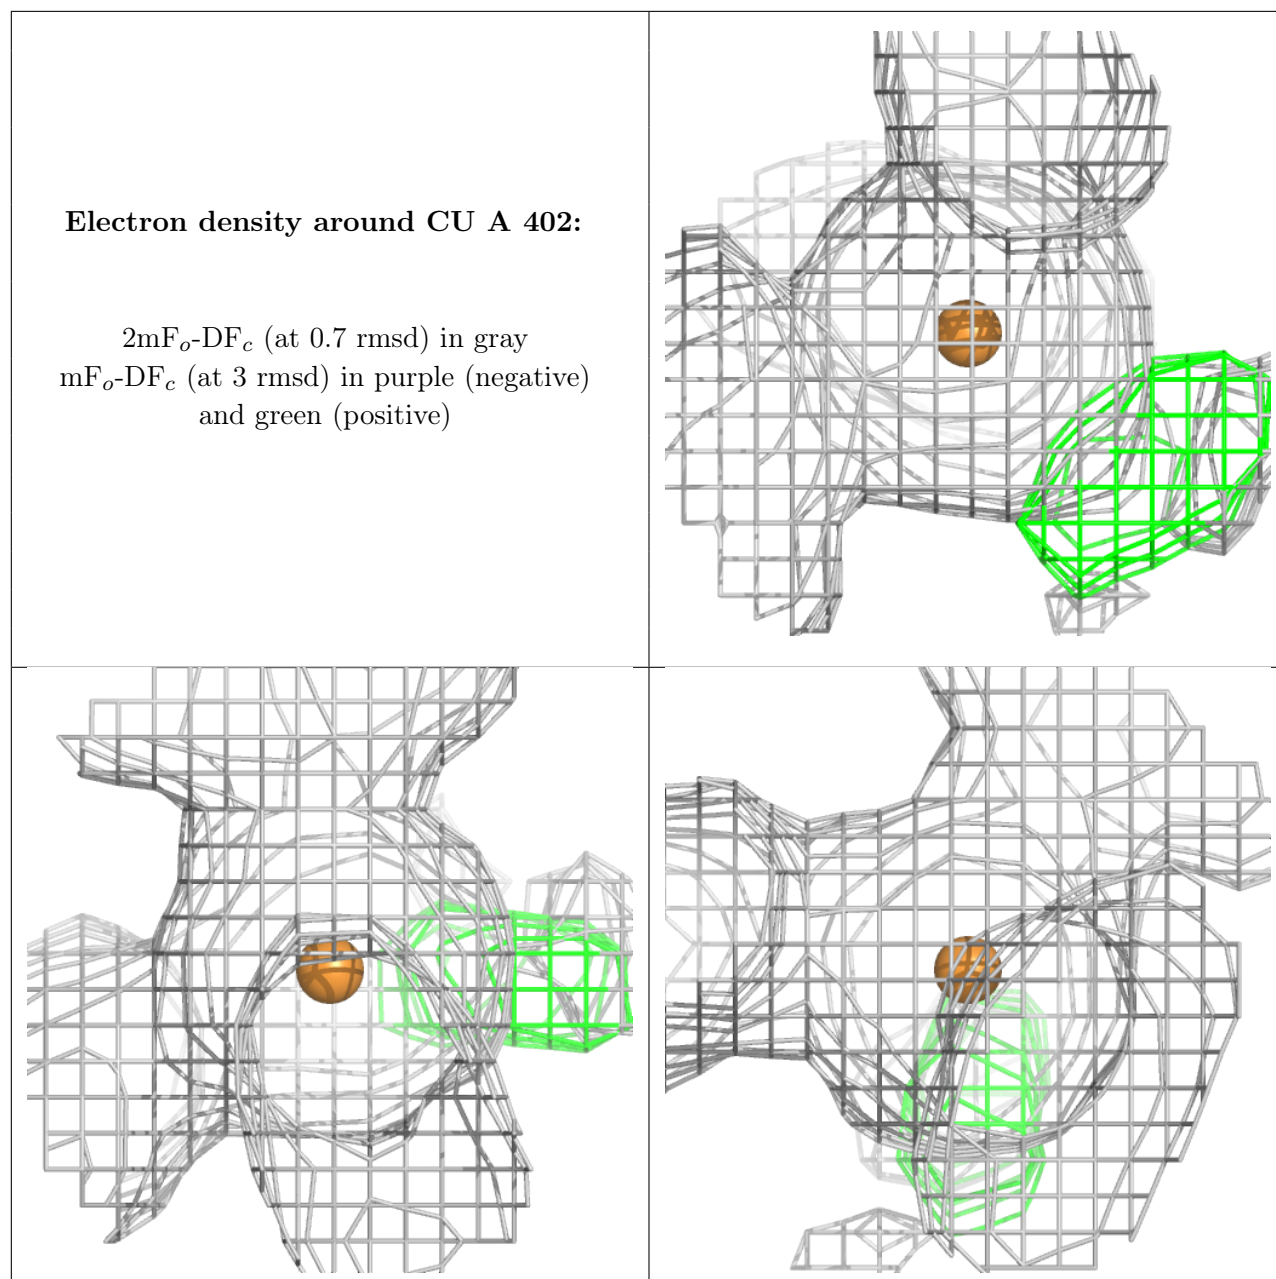 Electron density around CU A 402:
2mFo-DFc (at 0.7 rmsd) in gray
mFo-DFc (at 3 rmsd) in purple (negative)
and green (positive)